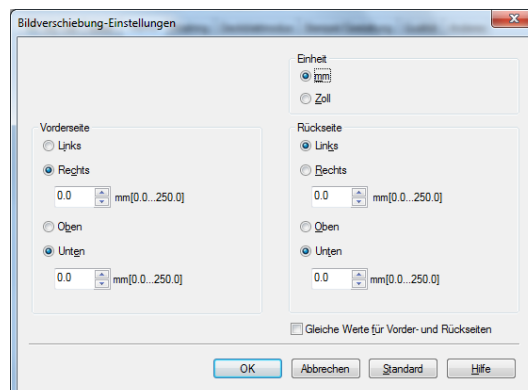 Bildverschiebung-Einstellungen
Einheit
mm
Zoll
Vorderseite
Links
Rechts
0.0 mm[0.0...250.0]
Oben
Unten
0.0 mm[0.0...250.0]
Rückseite
Links
Rechts
0.0 mm[0.0...250.0]
Oben
Unten
0.0 mm[0.0...250.0]
Gleiche Werte für Vorder- und Rückseiten
OK Abbrechen Standard Hilfe